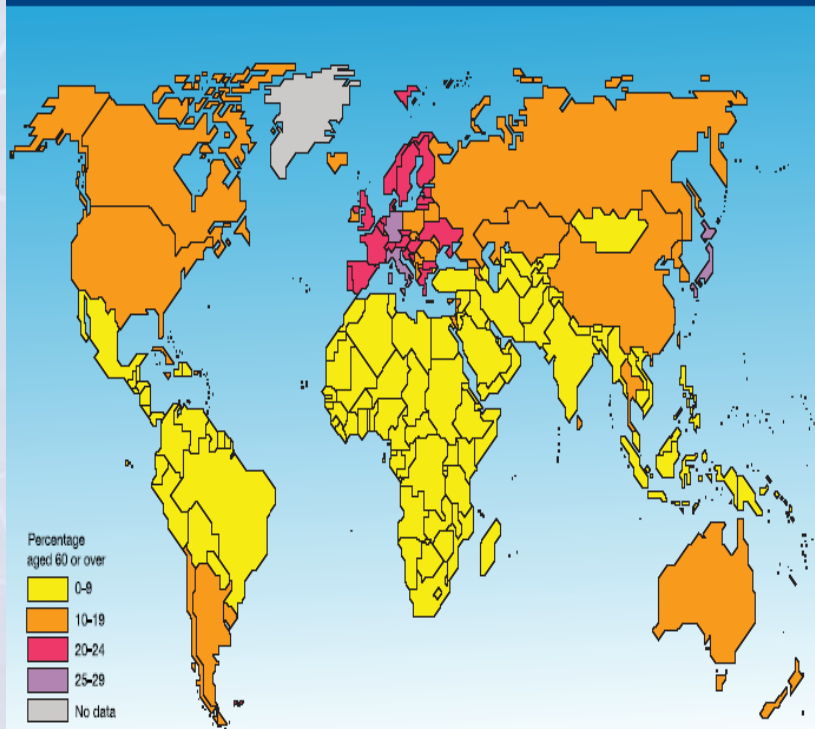 Percentage
aged 60 or over
0–9
10–19
20–24
25–29
No data